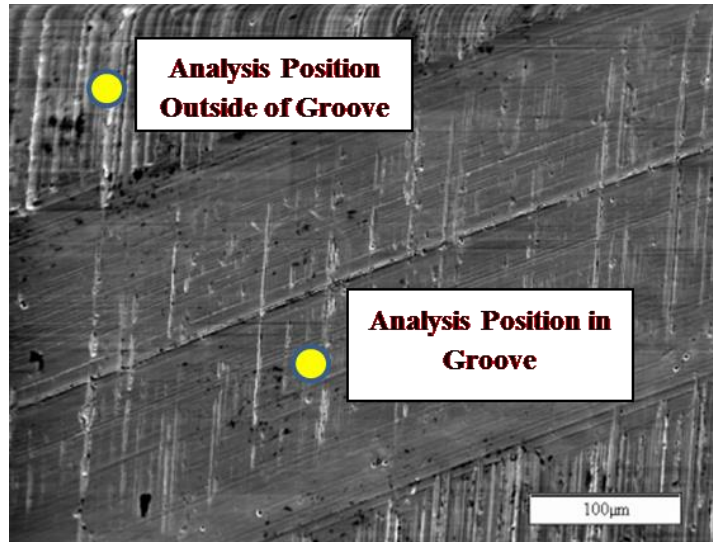 Analysis Position
Outside of Groove
Analysis Position in
Groove
100μm